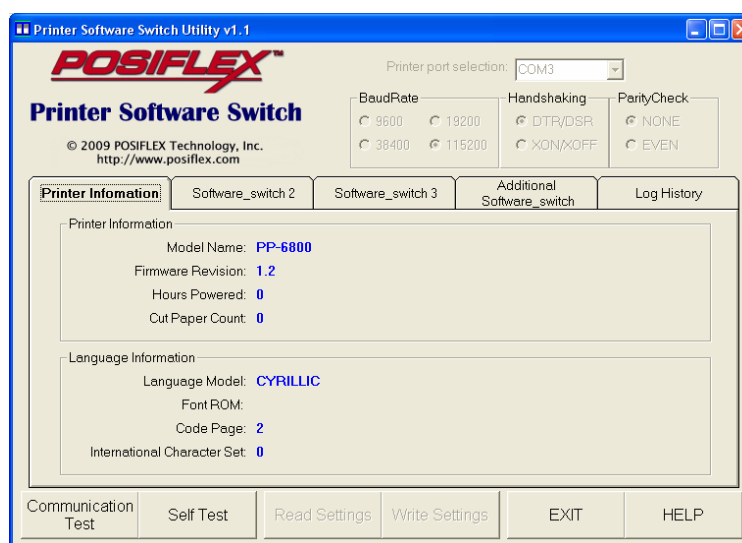 Printer Software Switch Utility v1.1
POSIFLEX™
Printer Software Switch
© 2009 POSIFLEX Technology, Inc.
http://www.posiflex.com
Printer port selection: COM3
BaudRate
9600 19200
38400 115200
Handshaking
DTR/DSR
XON/XOFF
ParityCheck
NONE
EVEN
Printer Infomation
Software_switch 2
Software_switch 3
Additional
Software_switch
Log History
Printer Information
Model Name: PP-6800
Firmware Revision: 1.2
Hours Powered: 0
Cut Paper Count: 0
Language Information
Language Model: CYRILLIC
Font ROM:
Code Page: 2
International Character Set: 0
Communication
Test
Self Test
Read Settings
Write Settings
EXIT
HELP